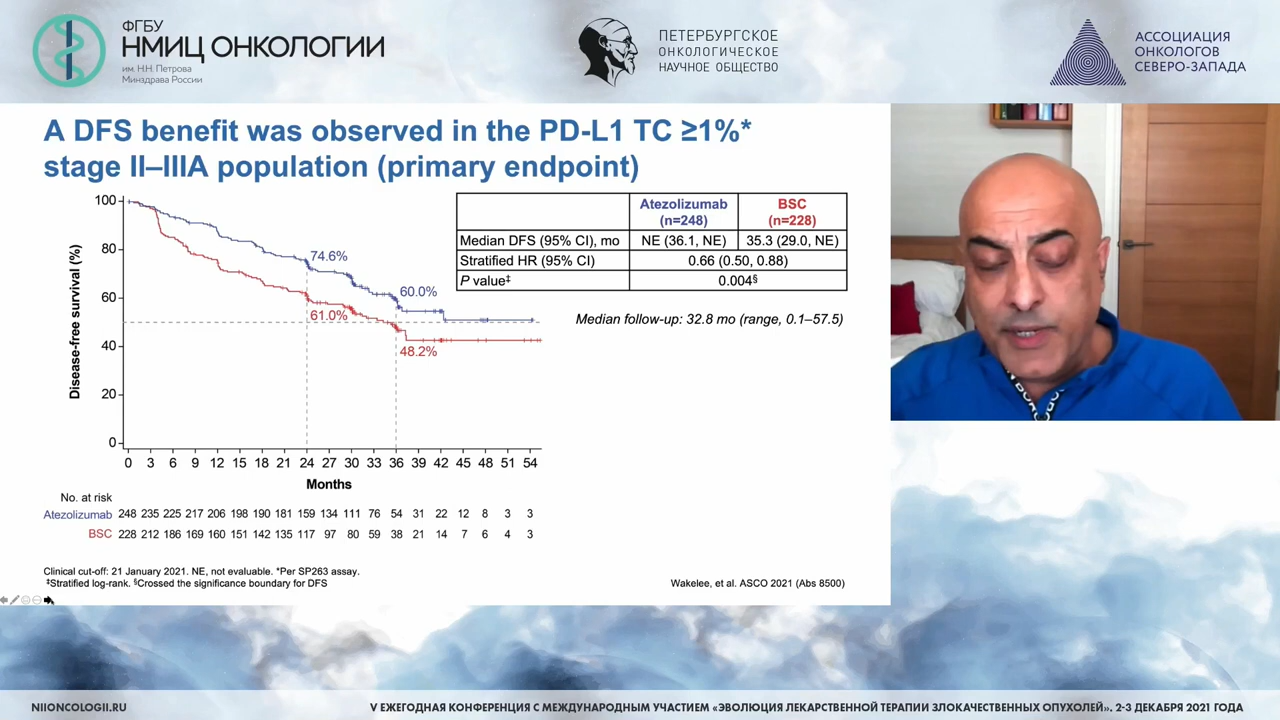 ФГБУ
НМИЦ ОНКОЛОГИИ
им. Н.Н. Петрова
Минздрава России
ПЕТЕРБУРГСКОЕ
ОНКОЛОГИЧЕСКОЕ
НАУЧНОЕ ОБЩЕСТВО
АССОЦИАЦИЯ
ОНКОЛОГОВ
СЕВЕРО-ЗАПАДА
A DFS benefit was observed in the PD-L1 TC ≥1%*
stage II–IIIA population (primary endpoint)
Disease-free survival (%)
100
80
60
40
20
0
74.6%
61.0%
60.0%
48.2%
0 3 6 9 12 15 18 21 24 27 30 33 36 39 42 45 48 51 54
Months
Atezolizumab (n=248) BSC (n=228)
Median DFS (95% CI), mo NE (36.1, NE) 35.3 (29.0, NE)
Stratified HR (95% CI) 0.66 (0.50, 0.88)
P value‡ 0.004§
Median follow-up: 32.8 mo (range, 0.1–57.5)
No. at risk
Atezolizumab 248 235 225 217 206 198 190 181 159 134 111 76 54 31 22 12 8 3 3
BSC 228 212 186 169 160 151 142 135 117 97 80 59 38 21 14 7 6 4 3
Clinical cut-off: 21 January 2021. NE, not evaluable. *Per SP263 assay.
‡Stratified log-rank. §Crossed the significance boundary for DFS
Wakelee, et al. ASCO 2021 (Abs 8500)
NIIONCOLOGII.RU
V ЕЖЕГОДНАЯ КОНФЕРЕНЦИЯ С МЕЖДУНАРОДНЫМ УЧАСТИЕМ «ЭВОЛЮЦИЯ ЛЕКАРСТВЕННОЙ ТЕРАПИИ ЗЛОКАЧЕСТВЕННЫХ ОПУХОЛЕЙ». 2-3 ДЕКАБРЯ 2021 ГОДА